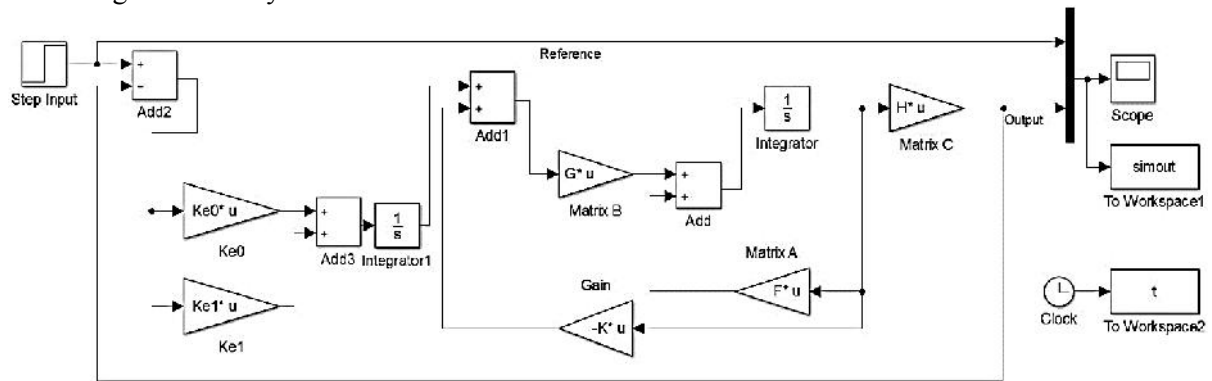 Reference
Step Input
+
−
Add2
+
+
Add1
1
s
Integrator
H* u
Matrix C
Output
Scope
simout
To Workspace1
G* u
Matrix B
+
+
Add
Ke0* u
Ke0
+
+
Add3
1
s
Integrator1
Matrix A
F* u
Gain
-K* u
Ke1* u
Ke1
Clock
t
To Workspace2